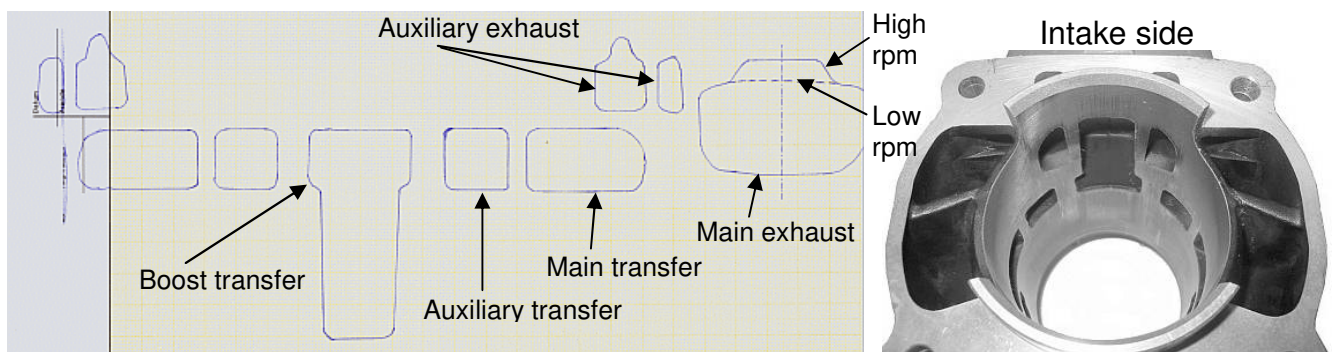 Auxiliary exhaust
High
rpm
Low
rpm
Intake side
Main exhaust
Boost transfer
Main transfer
Auxiliary transfer